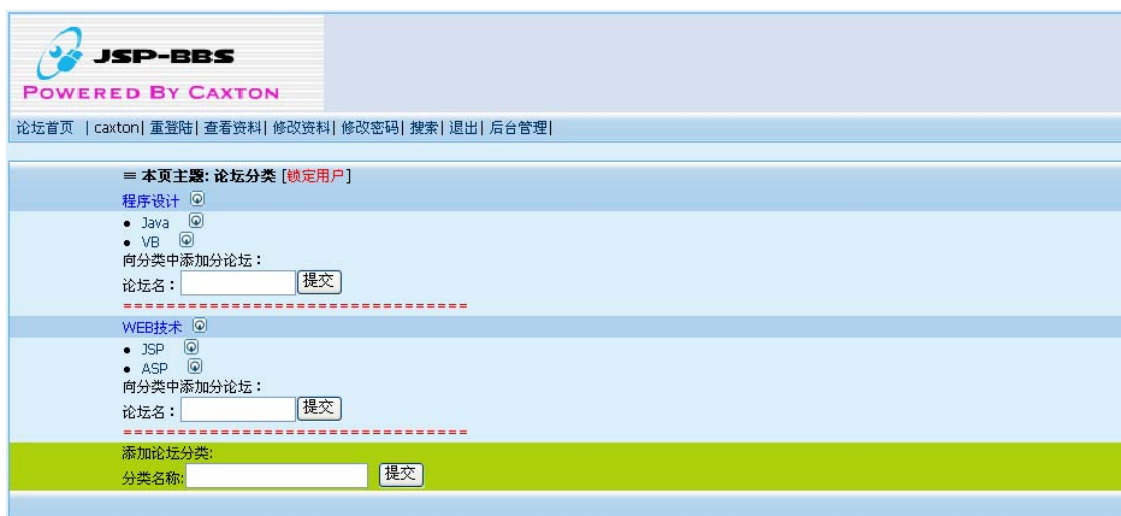 JSP-BBS
POWERED BY CAXTON
论坛首页 | caxton| 重登陆| 查看资料| 修改资料| 修改密码| 搜索| 退出| 后台管理|
≡ 本页主题: 论坛分类 [锁定用户]
程序设计
• Java
• VB
向分类中添加分论坛：
论坛名： 提交
================================
WEB技术
• JSP
• ASP
向分类中添加分论坛：
论坛名： 提交
================================
添加论坛分类:
分类名称: 提交